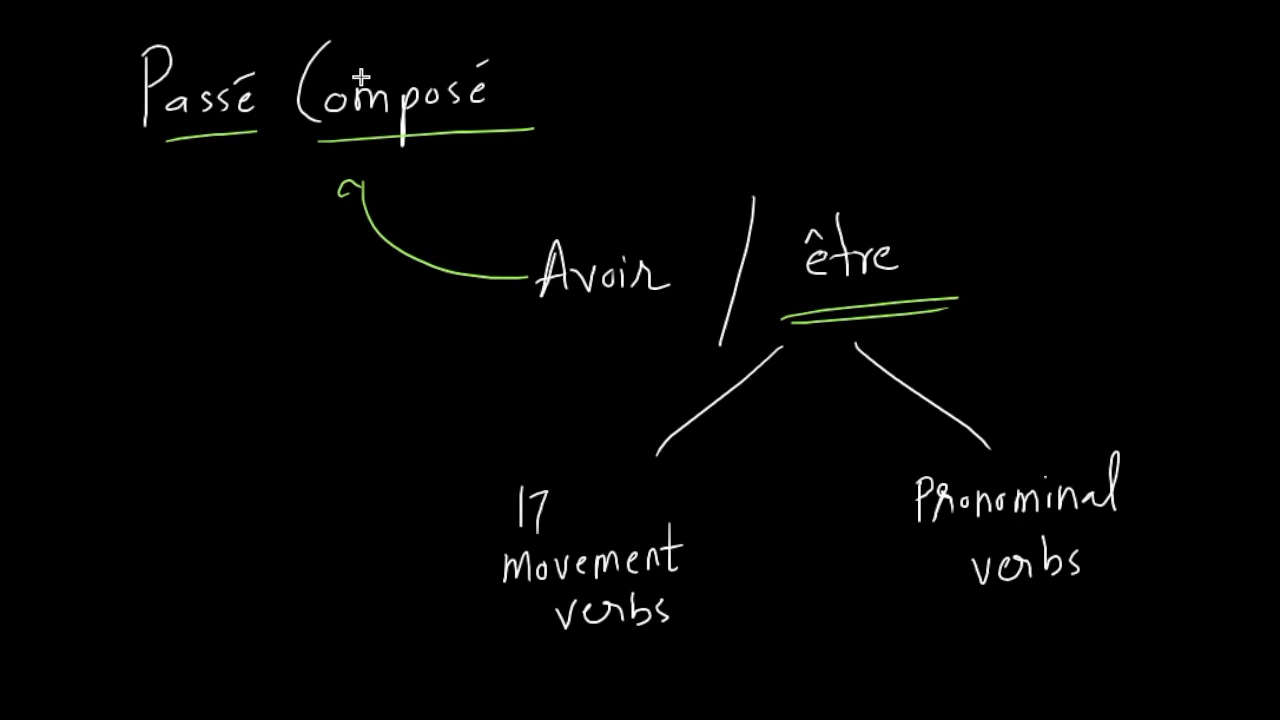 Passé Composé
Avoir / être
17
movement
verbs
Pronominal
verbs